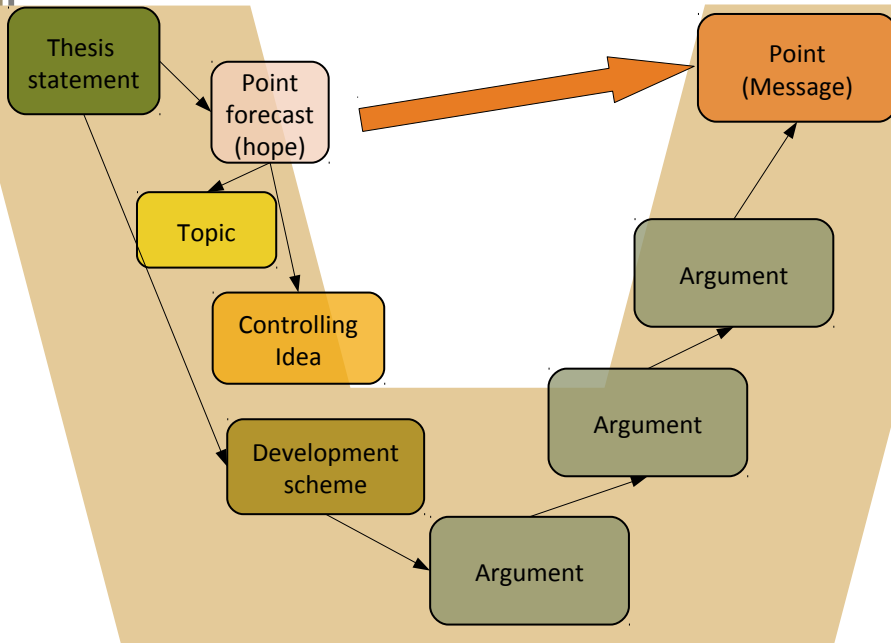 Thesis
statement
Point
forecast
(hope)
Point
(Message)
Topic
Controlling
Idea
Argument
Argument
Development
scheme
Argument